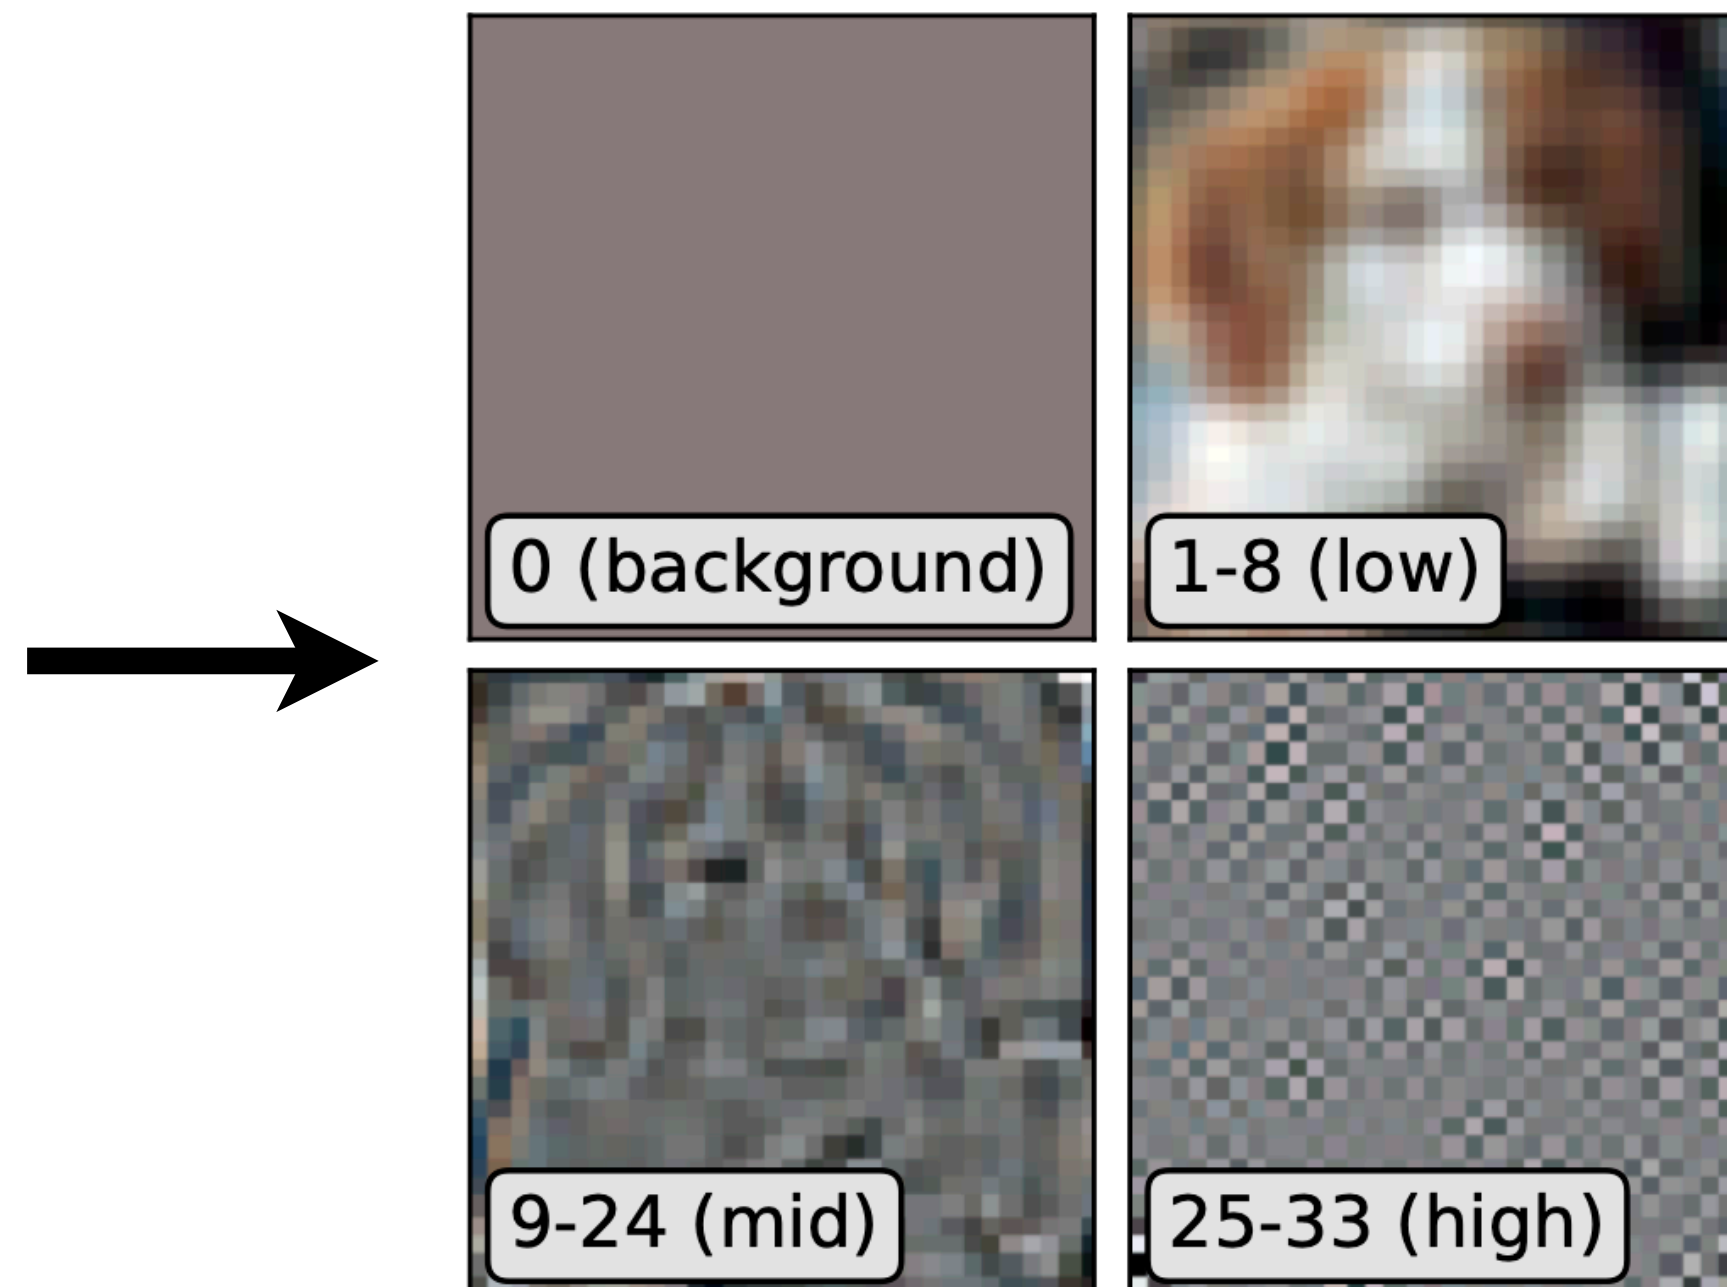 0 (background)
1-8 (low)
9-24 (mid)
25-33 (high)